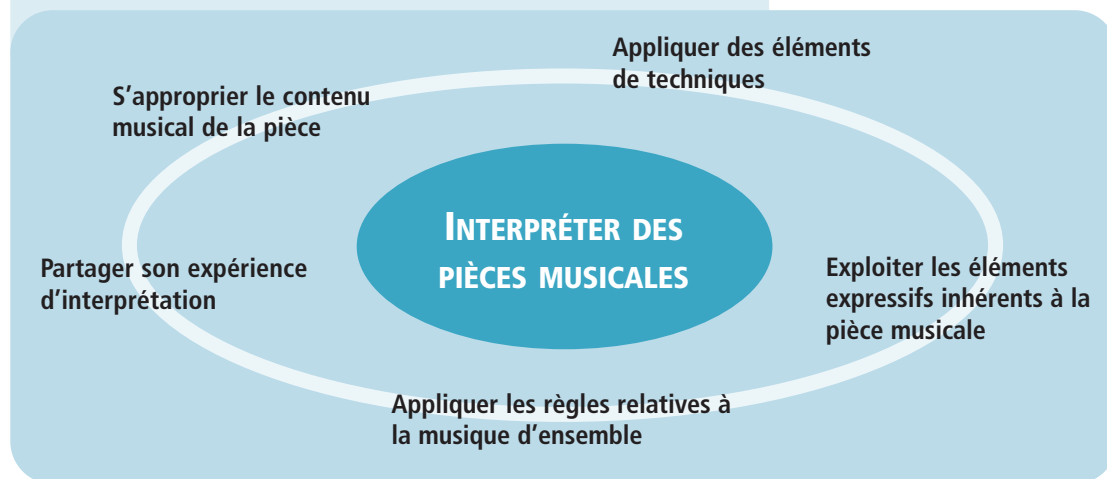 Appliquer des éléments
de techniques
S’approprier le contenu
musical de la pièce
INTERPRÉTER DES
PIÈCES MUSICALES
Partager son expérience
d’interprétation
Exploiter les éléments
expressifs inhérents à la
pièce musicale
Appliquer les règles relatives à
la musique d’ensemble